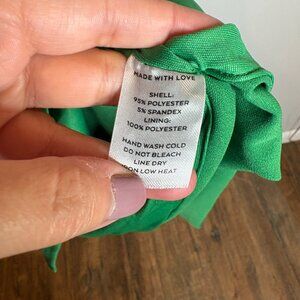 MADE WITH LOVE
SHELL:
95% POLYESTER
5% SPANDEX
LINING:
100% POLYESTER
HAND WASH COLD
DO NOT BLEACH
LINE DRY
LOW HEAT